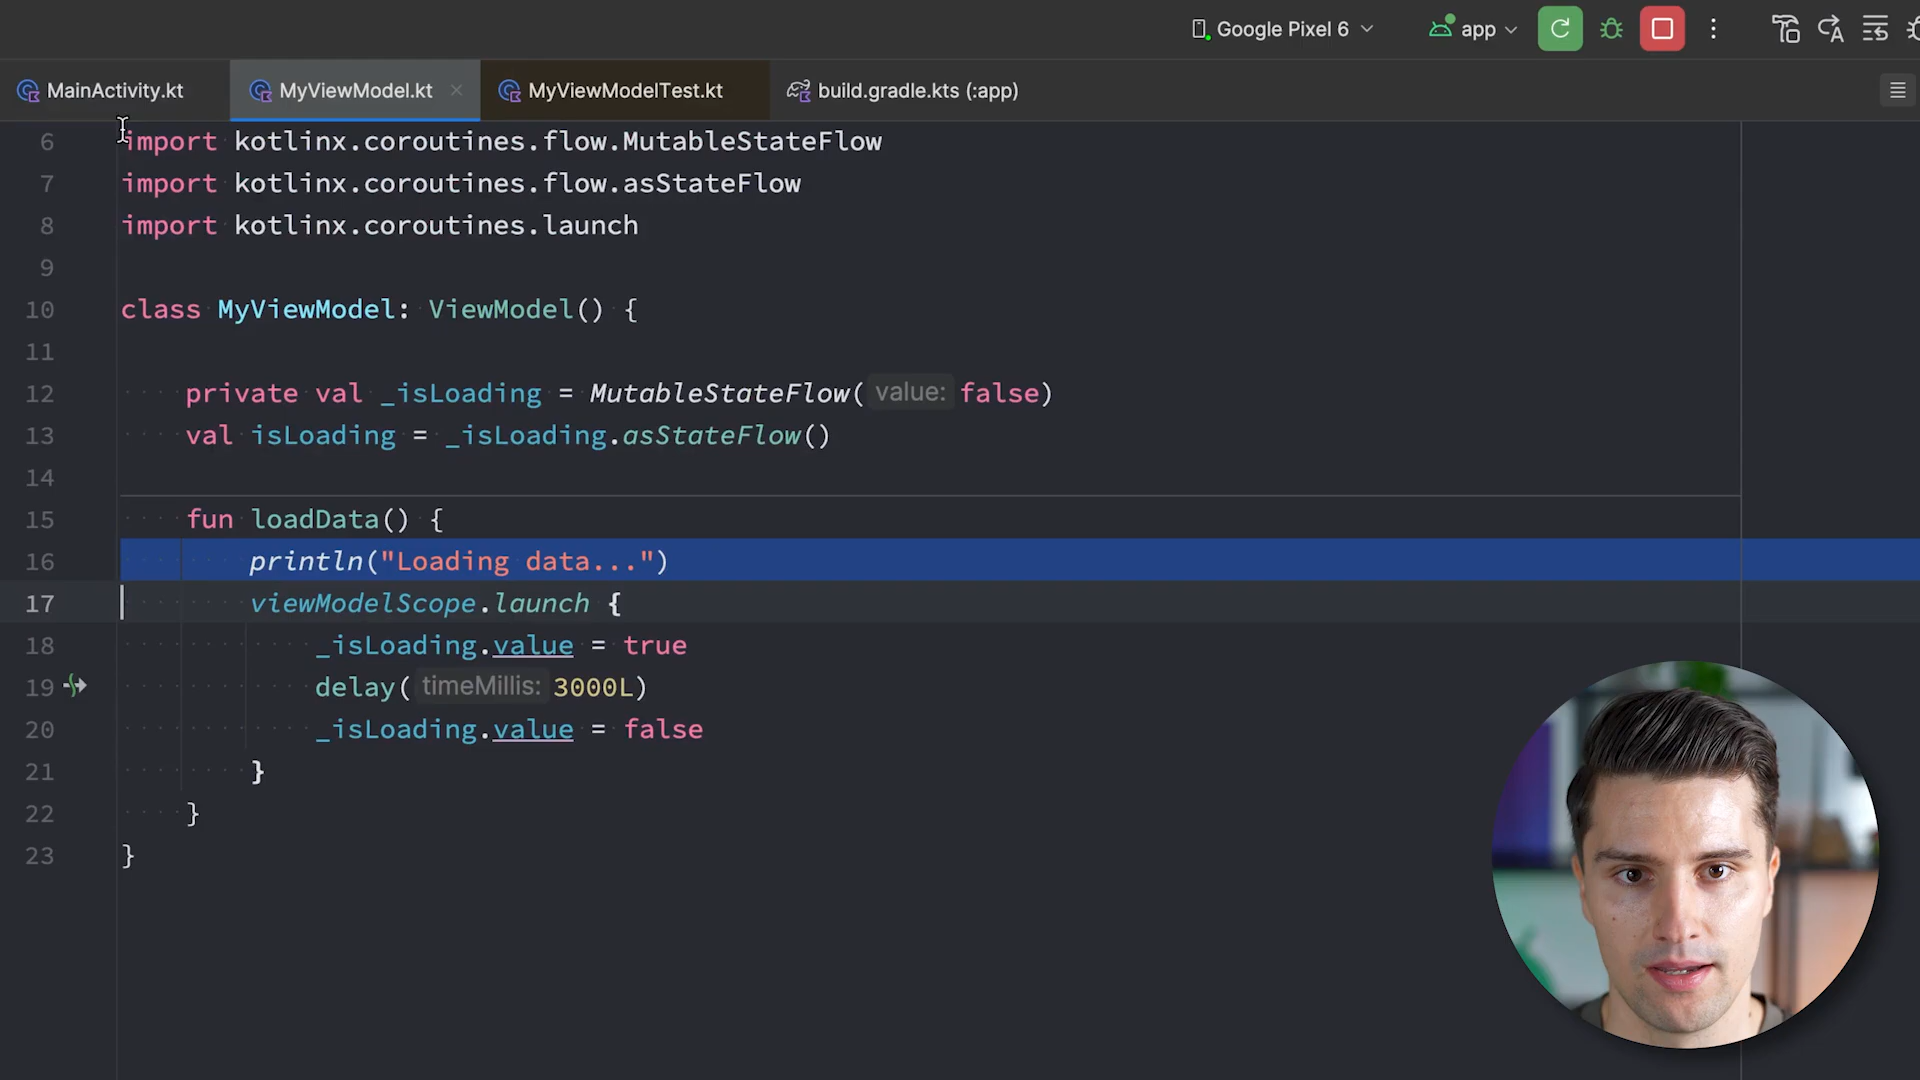 Google Pixel 6
app
MainActivity.kt
MyViewModel.kt
MyViewModelTest.kt
build.gradle.kts (:app)
6 import kotlinx.coroutines.flow.MutableStateFlow
7 import kotlinx.coroutines.flow.asStateFlow
8 import kotlinx.coroutines.launch
9
10 class MyViewModel: ViewModel() {
11
12 private val _isLoading = MutableStateFlow( value: false)
13 val isLoading = _isLoading.asStateFlow()
14
15 fun loadData() {
16 println("Loading data...")
17 viewModelScope.launch {
18 _isLoading.value = true
19 delay( timeMillis: 3000L)
20 _isLoading.value = false
21 }
22 }
23 }